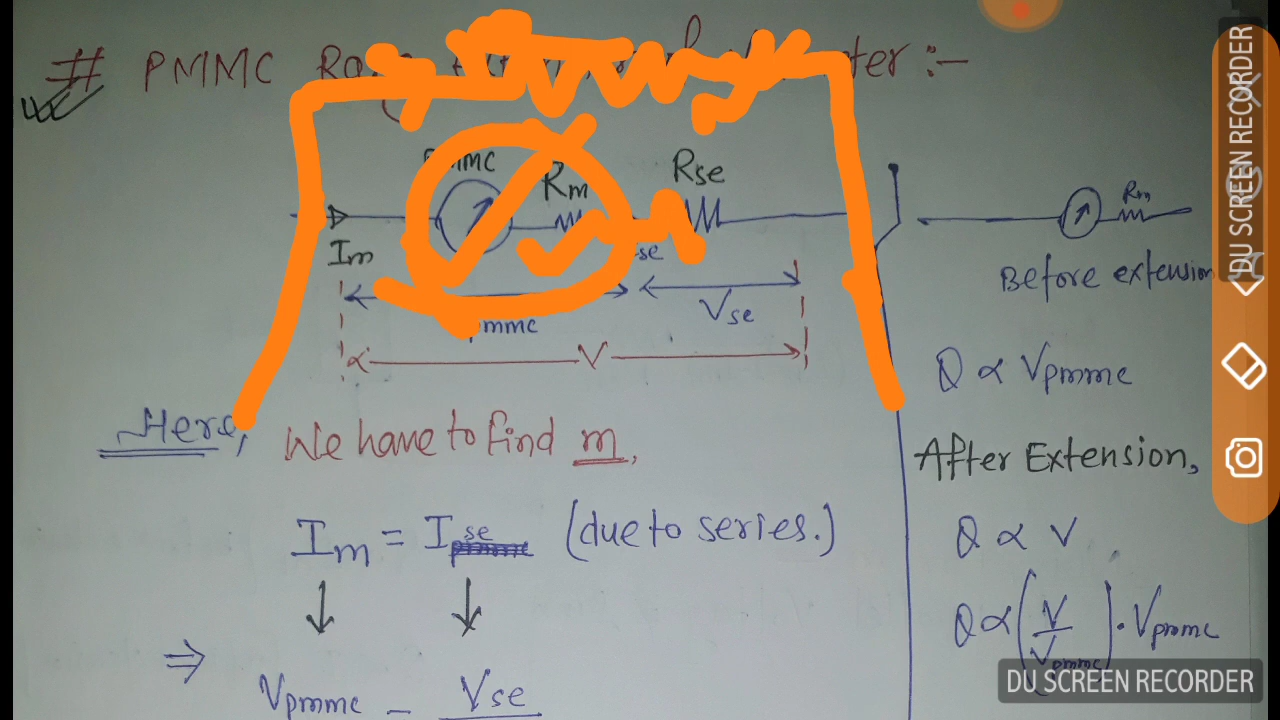 # PMMC
Rm Rse Rm
Im se
Before extension
mmc Vse
V
θ ∝ Vpmmc
Here, We have to find m,
After Extension,
Im = Ise (due to series.)
θ ∝ V
θ ∝ (V/Vpmmc) . Vpmmc
⇒ Vpmmc = Vse
DU SCREEN RECORDER
DU SCREEN RECORDER